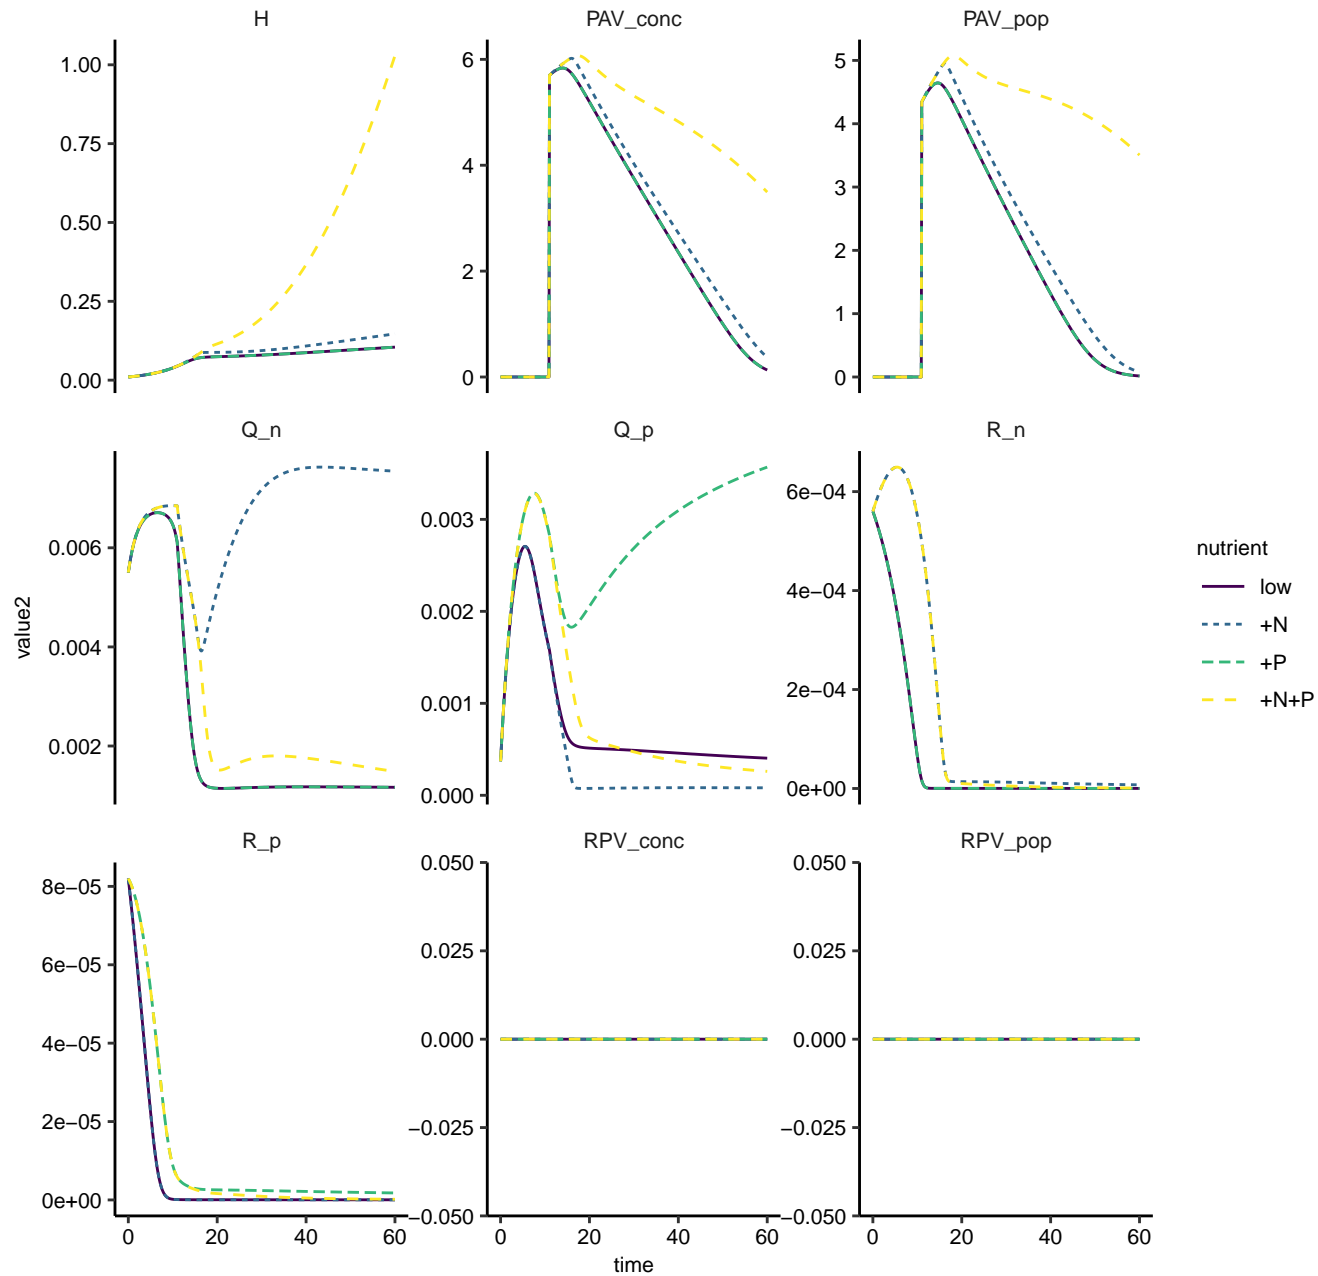 H
PAV_conc
PAV_pop
1.00
0.75
0.50
0.25
0.00
6
4
2
0
5
4
3
2
1
0
Q_n
Q_p
R_n
0.006
0.004
0.002
0.003
0.002
0.001
0.000
6e−04
4e−04
2e−04
0e+00
value2
nutrient
low
+N
+P
+N+P
R_p
RPV_conc
RPV_pop
8e−05
6e−05
4e−05
2e−05
0e+00
0.050
0.025
0.000
−0.025
−0.050
0.050
0.025
0.000
−0.025
−0.050
0 20 40 60
0 20 40 60
0 20 40 60
time